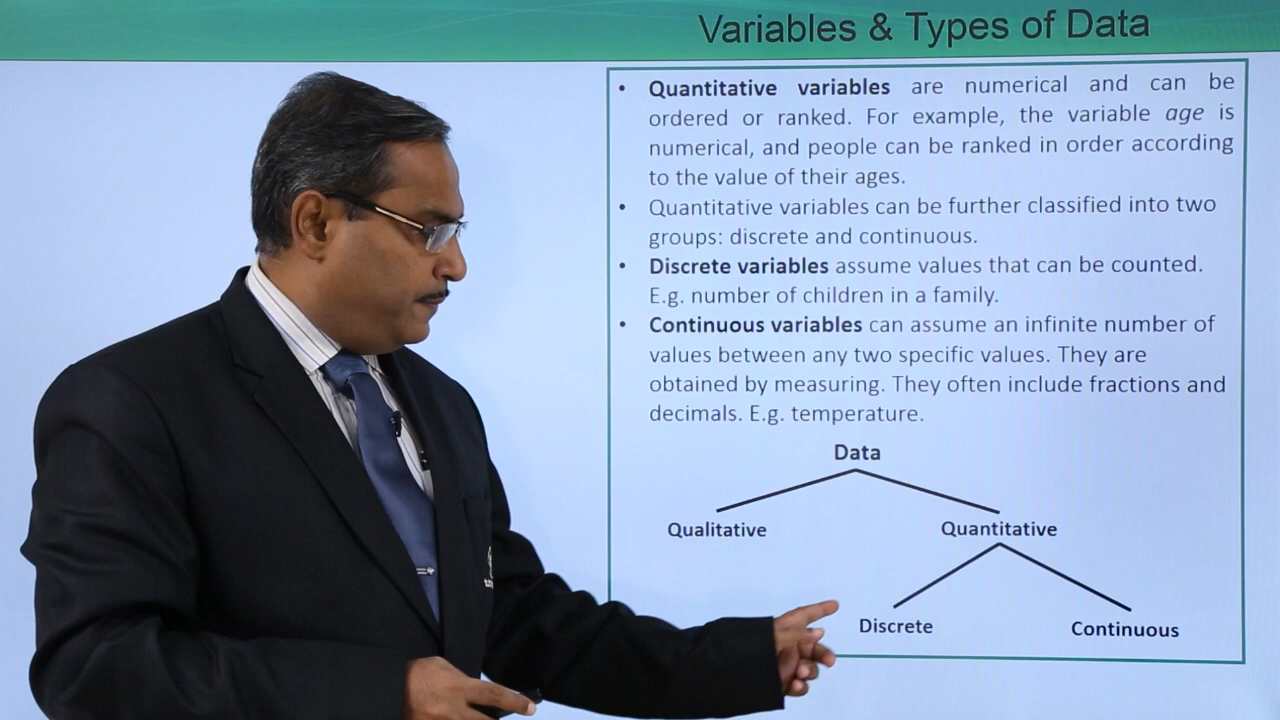 Variables & Types of Data
• Quantitative variables are numerical and can be
ordered or ranked. For example, the variable age is
numerical, and people can be ranked in order according
to the value of their ages.
• Quantitative variables can be further classified into two
groups: discrete and continuous.
• Discrete variables assume values that can be counted.
E.g. number of children in a family.
• Continuous variables can assume an infinite number of
values between any two specific values. They are
obtained by measuring. They often include fractions and
decimals. E.g. temperature.
Data
Qualitative
Quantitative
Discrete
Continuous